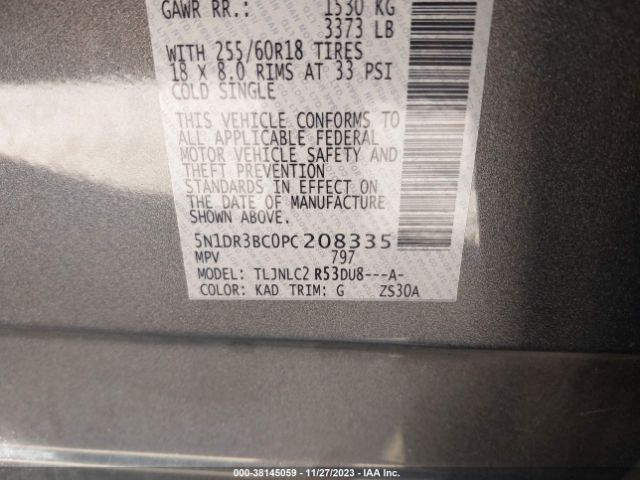 GAWR RR.: 1530 KG
3373 LB
WITH 255/60R18 TIRES
18 X 8.0 RIMS AT 33 PSI
COLD SINGLE
THIS VEHICLE CONFORMS TO
ALL APPLICABLE FEDERAL
MOTOR VEHICLE SAFETY AND
THEFT PREVENTION
STANDARDS IN EFFECT ON
THE DATE OF MANUFACTURE
SHOWN ABOVE.
5N1DR3BC0PC208335
MPV 797
MODEL: TLJNLC2 R53DU8---A-
COLOR: KAD TRIM: G ZS30A
000-38145059 - 11/27/2023 - IAA Inc.